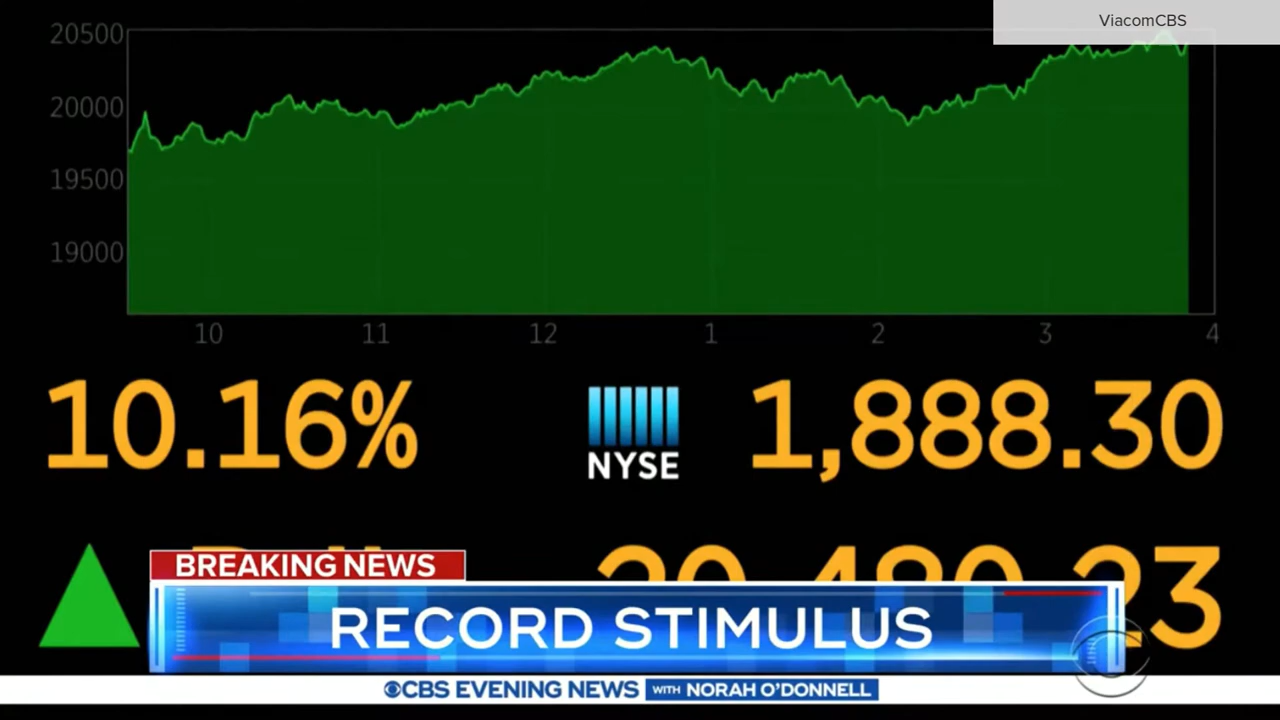 ViacomCBS
20500
20000
19500
19000
10 11 12 1 2 3 4
10.16% NYSE 1,888.30
BREAKING NEWS
RECORD STIMULUS
CBS EVENING NEWS WITH NORAH O'DONNELL